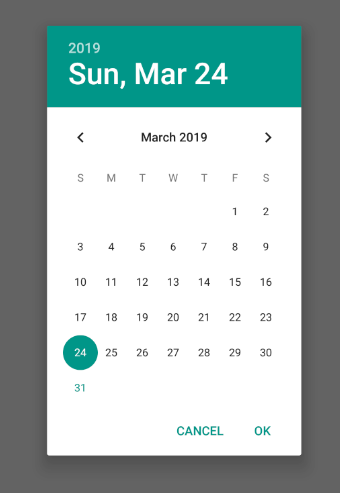 2019
Sun, Mar 24
March 2019
S M T W T F S
1 2
3 4 5 6 7 8 9
10 11 12 13 14 15 16
17 18 19 20 21 22 23
24 25 26 27 28 29 30
31
CANCEL OK